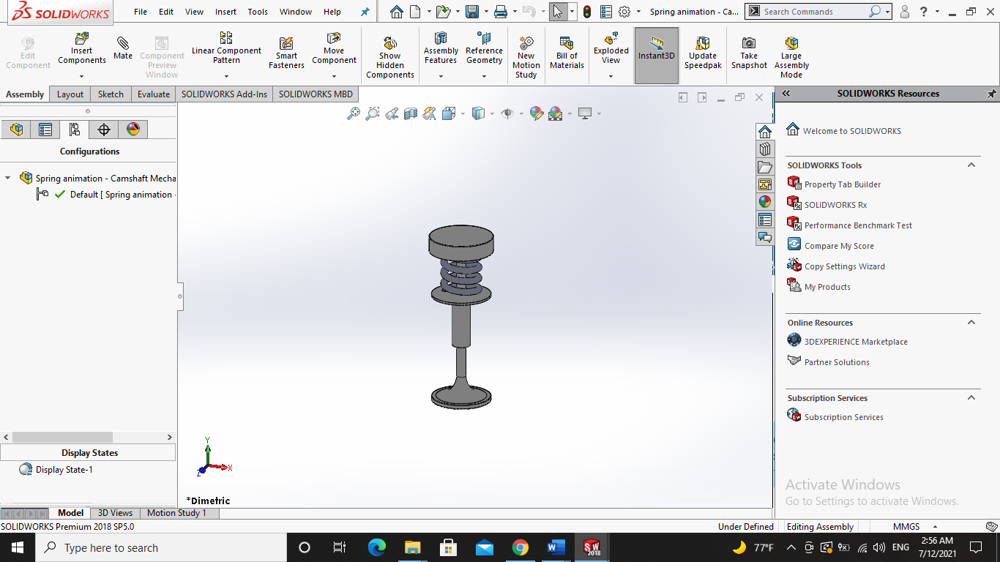 SOLIDWORKS File Edit View Insert Tools Window Help Spring animation - Ca... Search Commands
Edit Component
Insert Components
Mate
Component Preview Window
Linear Component Pattern
Smart Fasteners
Move Component
Show Hidden Components
Assembly Features
Reference Geometry
New Motion Study
Bill of Materials
Exploded View
Instant3D
Update Speedpak
Take Snapshot
Large Assembly Mode
Assembly Layout Sketch Evaluate SOLIDWORKS Add-Ins SOLIDWORKS MBD
Configurations
Spring animation - Camshaft Mecha
Default [ Spring animation -
Display States
Display State-1
Y
X
Z
*Dimetric
SOLIDWORKS Resources
Welcome to SOLIDWORKS
SOLIDWORKS Tools
Property Tab Builder
SOLIDWORKS Rx
Performance Benchmark Test
Compare My Score
Copy Settings Wizard
My Products
Online Resources
3DEXPERIENCE Marketplace
Partner Solutions
Subscription Services
Subscription Services
Activate Windows
Go to Settings to activate Windows.
Model 3D Views Motion Study 1
SOLIDWORKS Premium 2018 SP5.0 Under Defined Editing Assembly MMGS
Type here to search
SW 2018
77°F
ENG
2:56 AM
7/12/2021